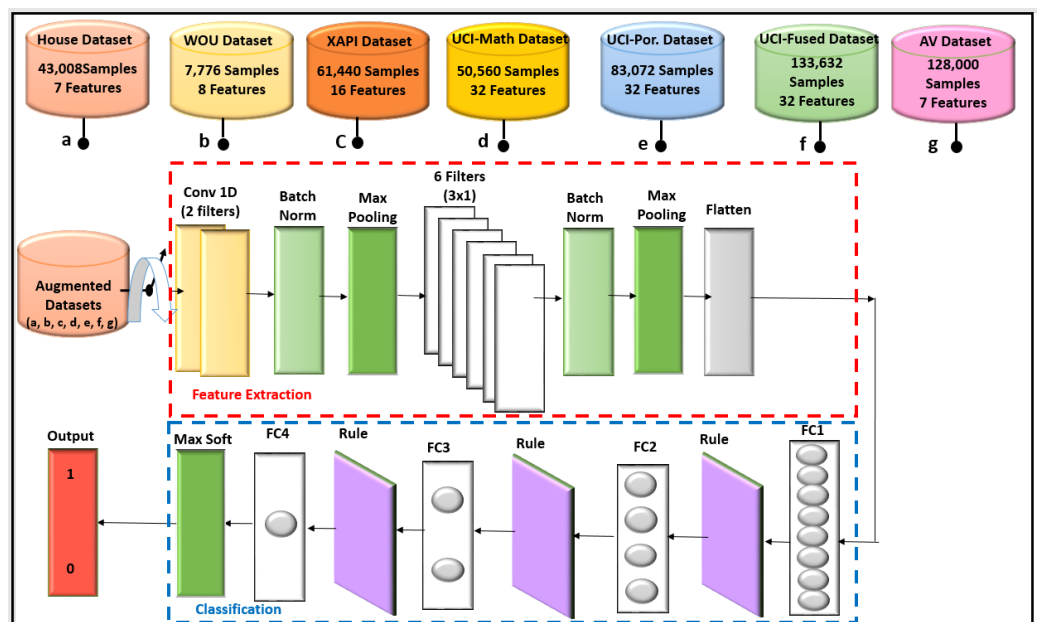 House Dataset
43,008Samples
7 Features
a
WOU Dataset
7,776 Samples
8 Features
b
XAPI Dataset
61,440 Samples
16 Features
C
UCI-Math Dataset
50,560 Samples
32 Features
d
UCI-Por. Dataset
83,072 Samples
32 Features
e
UCI-Fused Dataset
133,632
Samples
32 Features
f
AV Dataset
128,000
Samples
7 Features
g
Augmented
Datasets
(a, b, c, d, e, f, g)
Conv 1D
(2 filters)
Batch
Norm
Max
Pooling
6 Filters
(3x1)
Batch
Norm
Max
Pooling
Flatten
Feature Extraction
Output
1
0
Max Soft
FC4
Rule
FC3
Rule
FC2
Rule
FC1
Classification